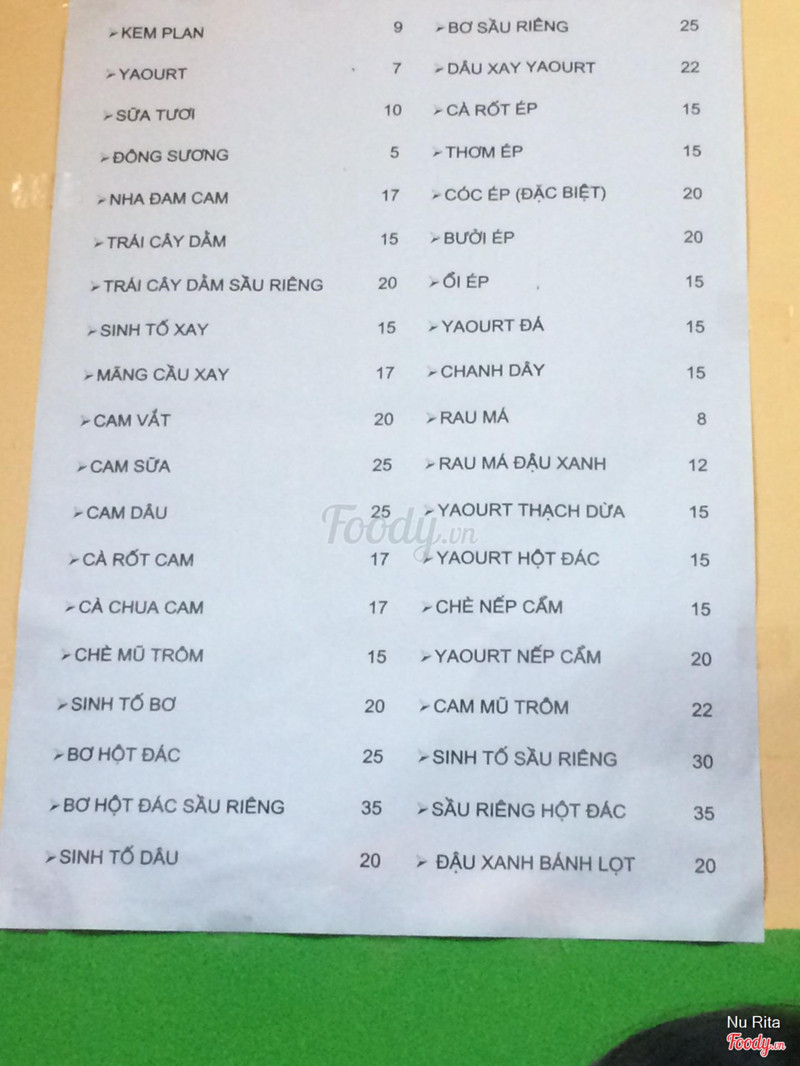 ➢KEM PLAN 9
➢YAOURT 7
➢SỮA TƯƠI 10
➢ĐÔNG SƯƠNG 5
➢NHA ĐAM CAM 17
➢TRÁI CÂY DẰM 15
➢TRÁI CÂY DẰM SẦU RIÊNG 20
➢SINH TỐ XAY 15
➢MÃNG CẦU XAY 17
➢CAM VẮT 20
➢CAM SỮA 25
➢CAM DÂU 25
➢CÀ RỐT CAM 17
➢CÀ CHUA CAM 17
➢CHÈ MŨ TRÔM 15
➢SINH TỐ BƠ 20
➢BƠ HỘT ĐÁC 25
➢BƠ HỘT ĐÁC SẦU RIÊNG 35
➢SINH TỐ DÂU 20
➢BƠ SẦU RIÊNG 25
➢DÂU XAY YAOURT 22
➢CÀ RỐT ÉP 15
➢THƠM ÉP 15
➢CÓC ÉP (ĐẶC BIỆT) 20
➢BƯỞI ÉP 20
➢ỔI ÉP 15
➢YAOURT ĐÁ 15
➢CHANH DÂY 15
➢RAU MÁ 8
➢RAU MÁ ĐẬU XANH 12
➢YAOURT THẠCH DỪA 15
➢YAOURT HỘT ĐÁC 15
➢CHÈ NẾP CẨM 15
➢YAOURT NẾP CẨM 20
➢CAM MŨ TRÔM 22
➢SINH TỐ SẦU RIÊNG 30
➢SẦU RIÊNG HỘT ĐÁC 35
➢ ĐẬU XANH BÁNH LỌT 20
Foody.vn
Nu Rita
Foody.vn